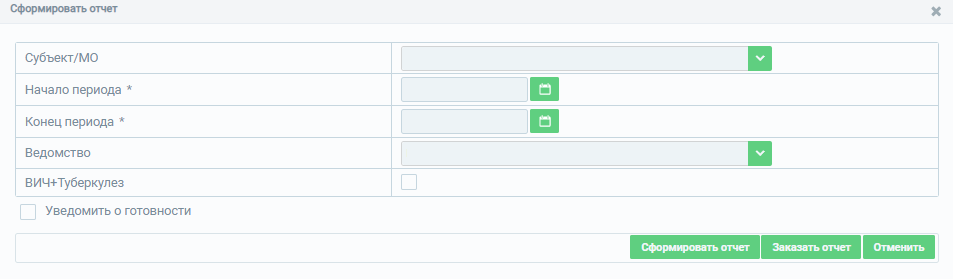 Сформировать отчет
Субъект/МО
Начало периода *
Конец периода *
Ведомство
ВИЧ+Туберкулез
Уведомить о готовности
Сформировать отчет Заказать отчет Отменить